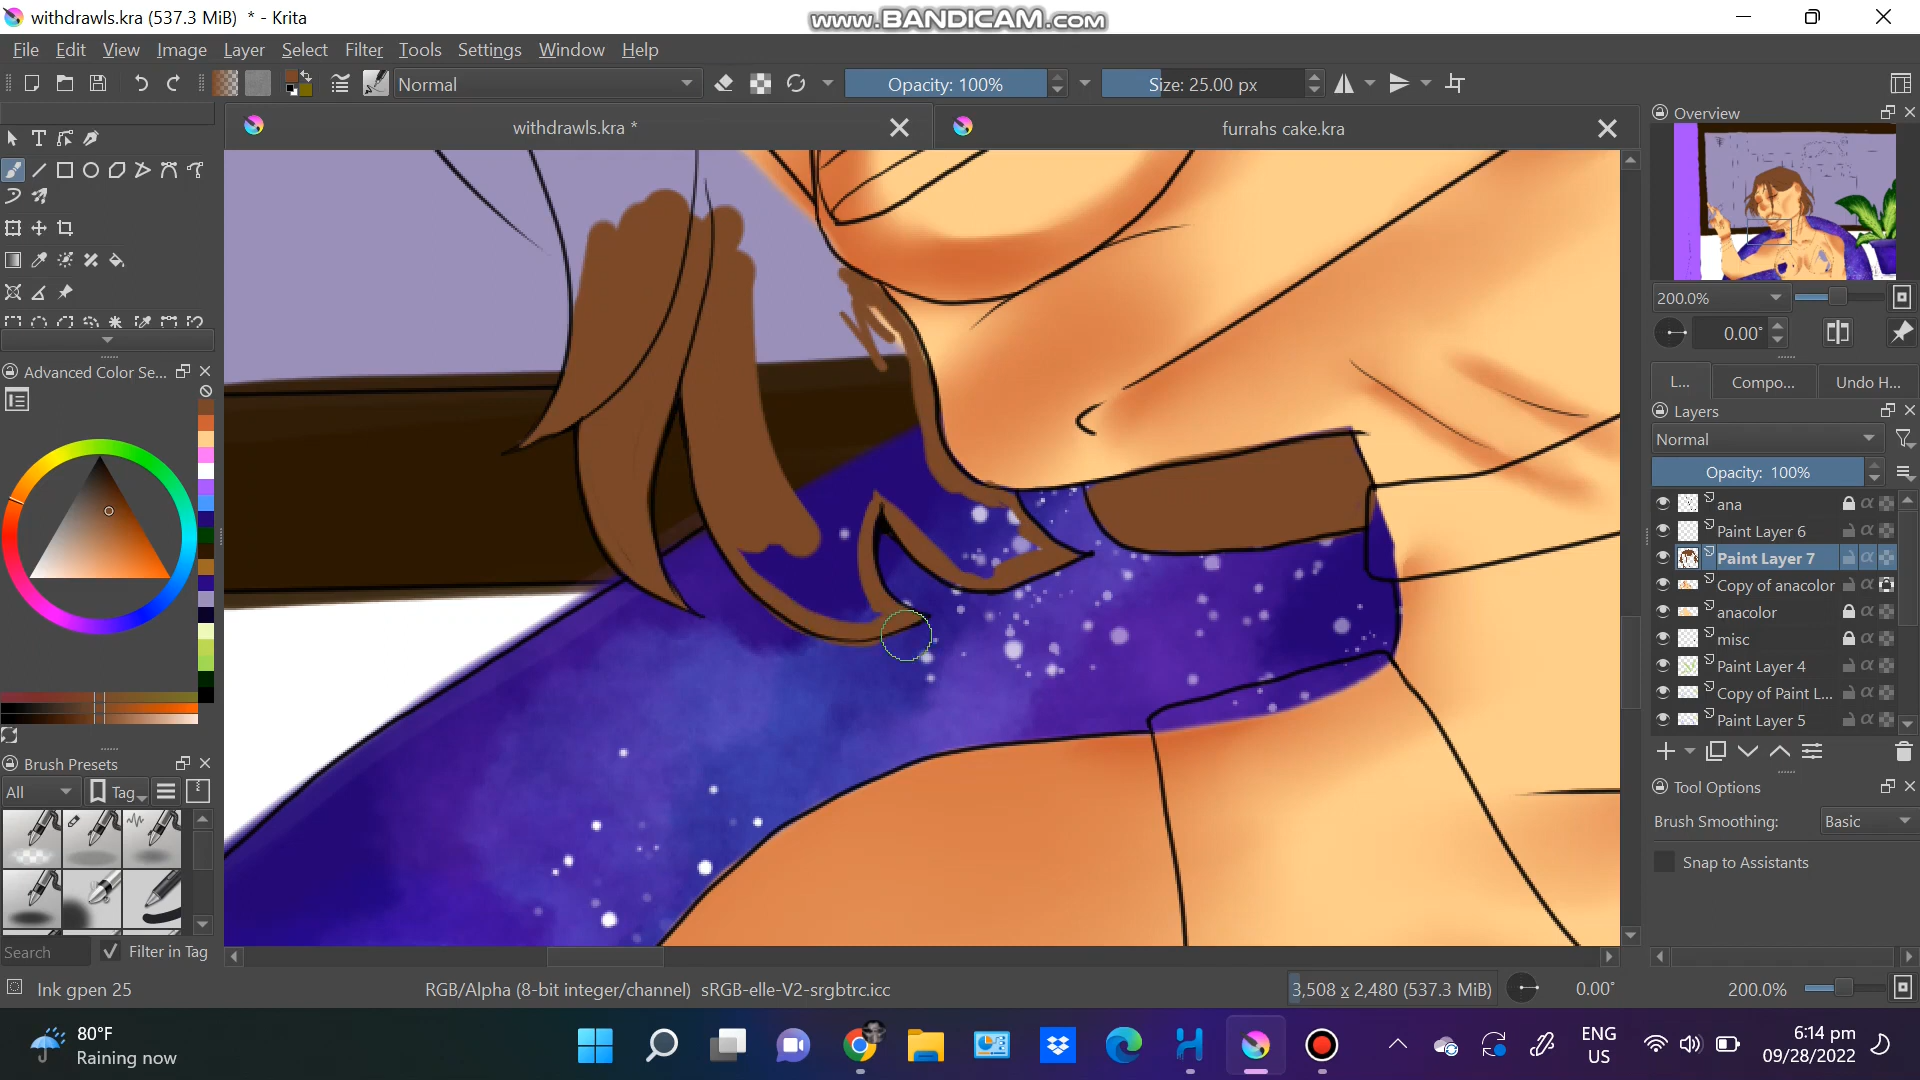 withdrawls.kra (537.3 MiB) * - Krita
www.BANDICAM.com
File Edit View Image Layer Select Filter Tools Settings Window Help
Normal
Opacity: 100%
Size: 25.00 px
withdrawls.kra *
furrahs cake.kra
Overview
200.0%
0.00°
Advanced Color Se...
L...
Compo...
Undo H...
Layers
Normal
Opacity: 100%
ana
Paint Layer 6
Paint Layer 7
Copy of anacolor
anacolor
misc
Paint Layer 4
Copy of Paint L...
Paint Layer 5
Brush Presets
All
Tag
Tool Options
Brush Smoothing:
Basic
Snap to Assistants
Search
Filter in Tag
Ink gpen 25
RGB/Alpha (8-bit integer/channel) sRGB-elle-V2-srgbtrc.icc
3,508 x 2,480 (537.3 MiB)
0.00°
200.0%
80°F
Raining now
ENG
US
6:14 pm
09/28/2022